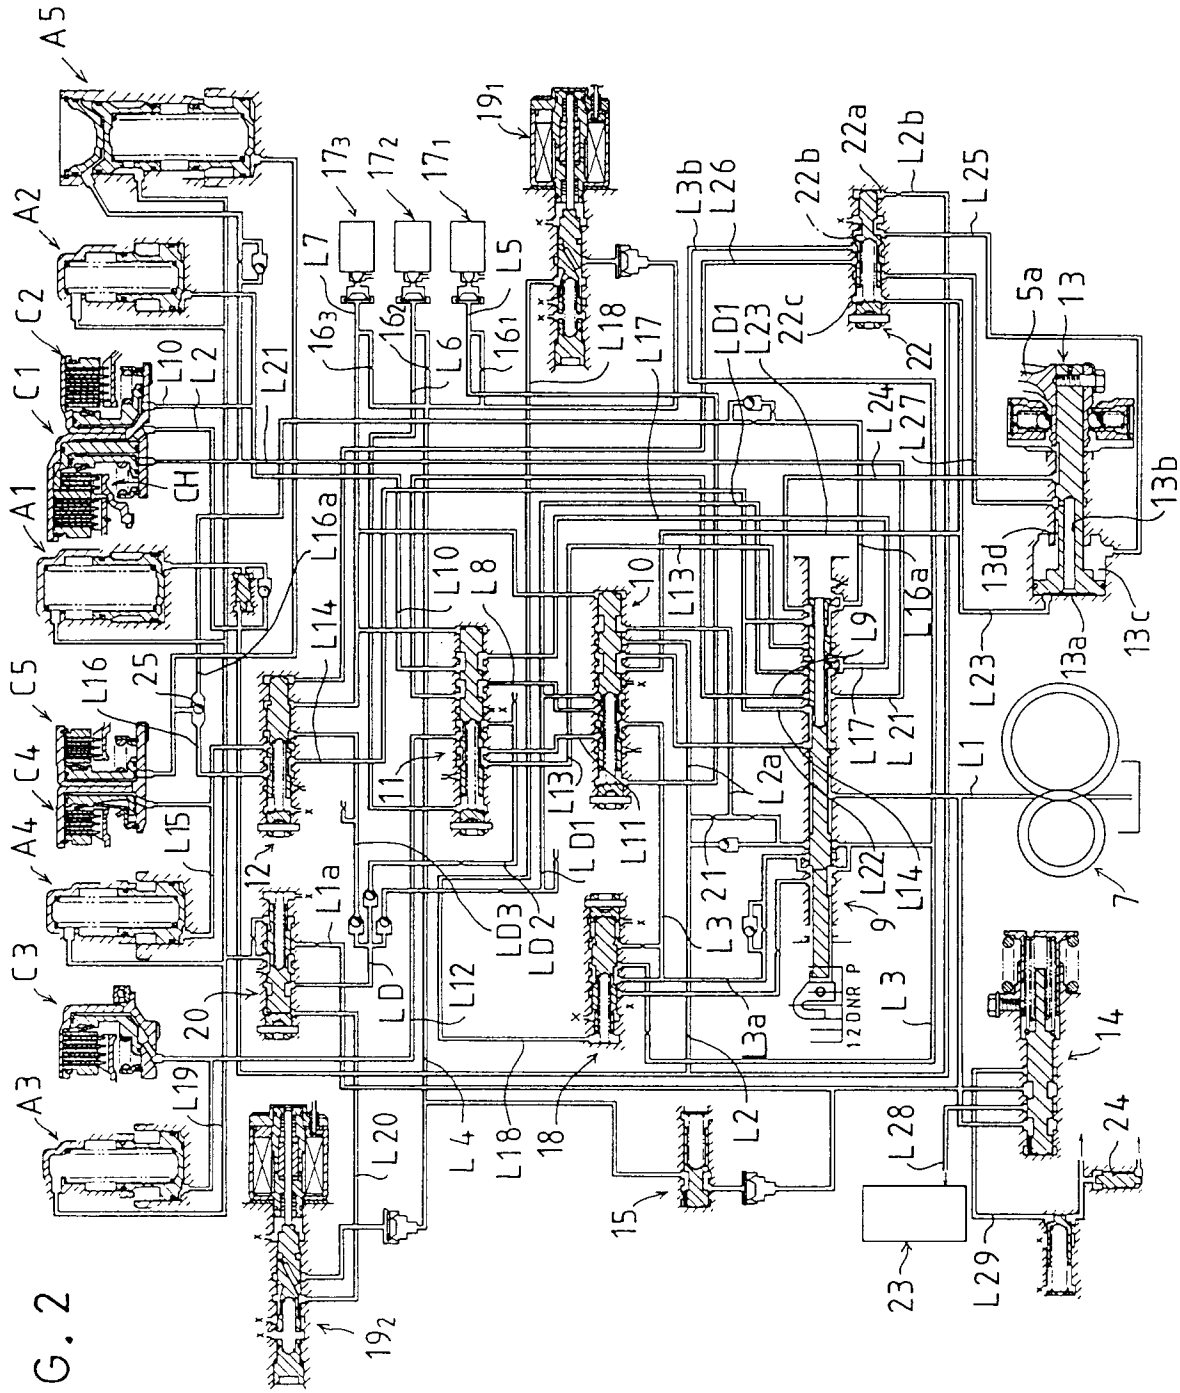 G. 2
A3
C3
A4
C4
C5
A1
C1
C2
A2
A5
L19
L15
L16
25
L16a
CH
L21
L2
L10
19₂
L20
20
12
L1a
L14
11
L10
L8
16₃
L7
17₃
16₂
L6
17₂
16₁
L5
17₁
19₁
L4
L12
LD
LD3
LD2
LD1
L13
L18
L18
L17
18
L3a
L3
L11
10
L13
LD1
L23
L3b
L26
22c
22b
22a
22
L2b
L25
15
L2
21
L2a
9
L14
L22
L9
L17
L21
L16a
12DNRP
L3
L1
7
L23
L24
L27
5a
13
13d
13a
13c
13b
14
L28
23
L29
24
x